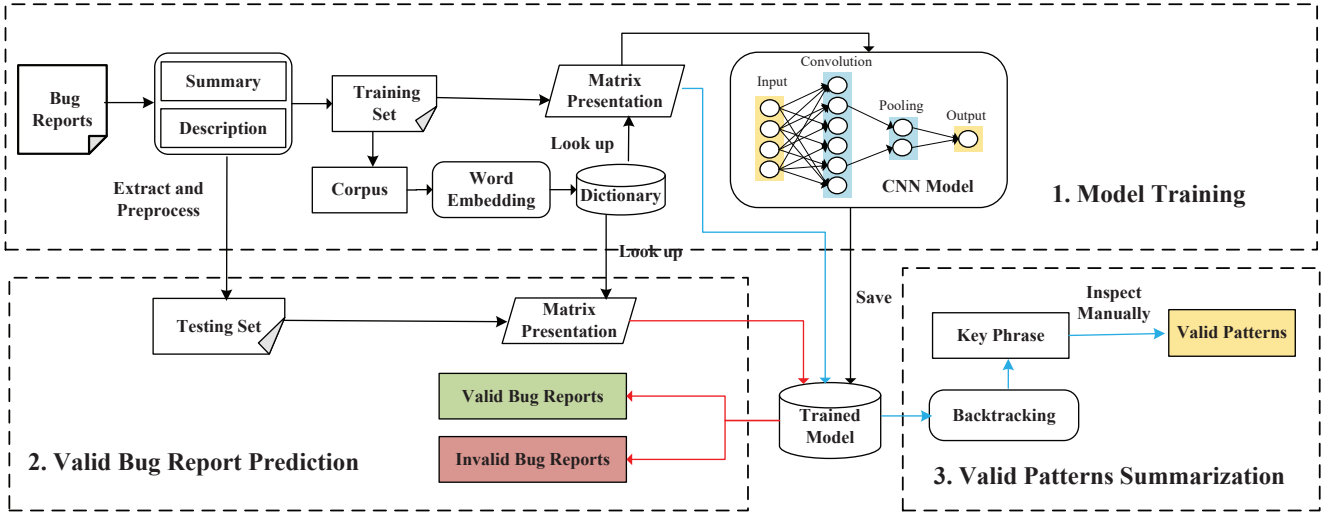 Bug
Reports
Summary
Description
Extract and
Preprocess
Training
Set
Corpus
Word
Embedding
Matrix
Presentation
Look up
Dictionary
Look up
Input
Convolution
Pooling
Output
CNN Model
1. Model Training
Testing Set
Matrix
Presentation
Valid Bug Reports
Invalid Bug Reports
2. Valid Bug Report Prediction
Save
Trained
Model
Key Phrase
Inspect
Manually
Valid Patterns
Backtracking
3. Valid Patterns Summarization